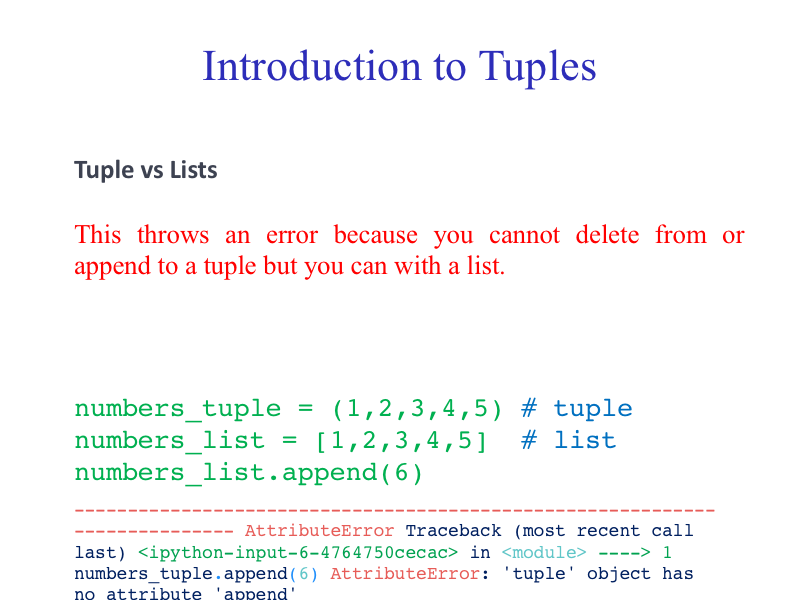 Introduction to Tuples
Tuple vs Lists
This throws an error because you cannot delete from or
append to a tuple but you can with a list.
numbers_tuple = (1,2,3,4,5) # tuple
numbers_list = [1,2,3,4,5]  # list
numbers_list.append(6)
------------------------------------------------------------
--------------- AttributeError Traceback (most recent call
last) <ipython-input-6-4764750cecac> in <module> ----> 1
numbers_tuple.append(6) AttributeError: 'tuple' object has
no attribute 'append'